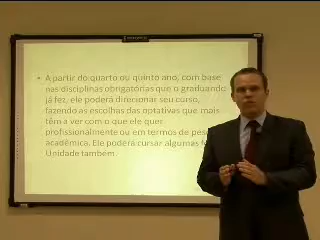 • A partir do quarto ou quinto ano, com base
nas disciplinas obrigatórias que o graduando
já fez, ele poderá direcionar seu curso,
fazendo as escolhas das optativas que mais
têm a ver com o que ele quer
profissionalmente ou em termos de
acadêmica. Ele poderá cursar algumas
Unidade também.